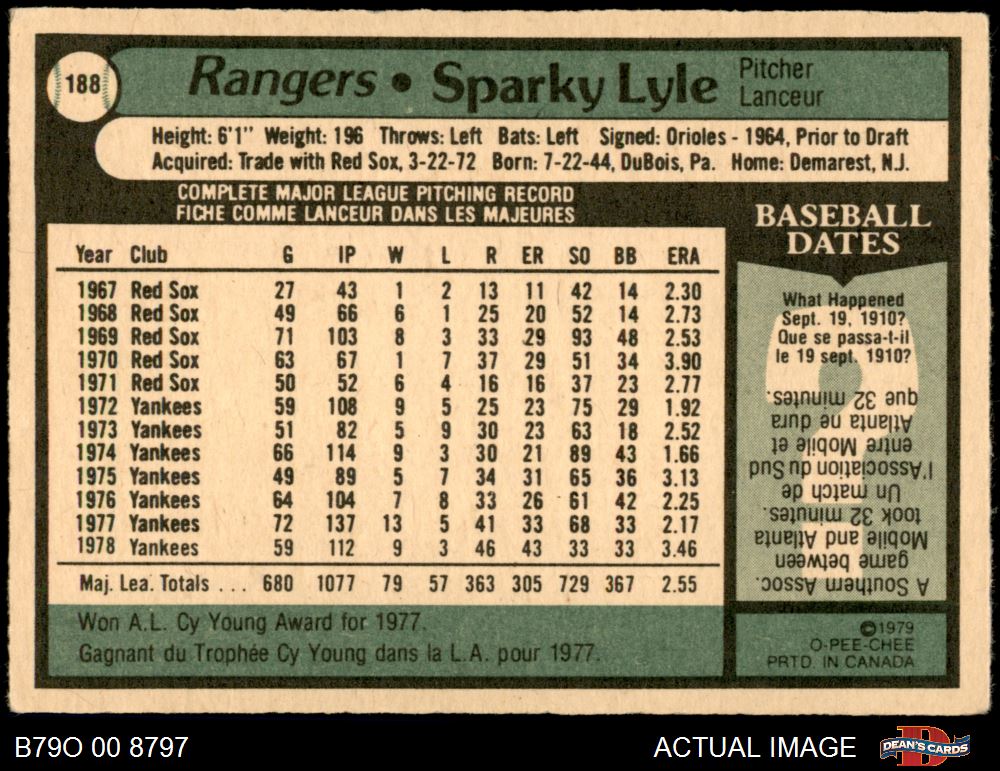 188
Rangers • Sparky Lyle
Pitcher
Lanceur
Height: 6'1" Weight: 196 Throws: Left Bats: Left Signed: Orioles - 1964, Prior to Draft
Acquired: Trade with Red Sox, 3-22-72 Born: 7-22-44, DuBois, Pa. Home: Demarest, N.J.
COMPLETE MAJOR LEAGUE PITCHING RECORD
FICHE COMME LANCEUR DANS LES MAJEURES
Year Club G IP W L R ER SO BB ERA
1967 Red Sox 27 43 1 2 13 11 42 14 2.30
1968 Red Sox 49 66 6 1 25 20 52 14 2.73
1969 Red Sox 71 103 8 3 33 29 93 48 2.53
1970 Red Sox 63 67 1 7 37 29 51 34 3.90
1971 Red Sox 50 52 6 4 16 16 37 23 2.77
1972 Yankees 59 108 9 5 25 23 75 29 1.92
1973 Yankees 51 82 5 9 30 23 63 18 2.52
1974 Yankees 66 114 9 3 30 21 89 43 1.66
1975 Yankees 49 89 5 7 34 31 65 36 3.13
1976 Yankees 64 104 7 8 33 26 61 42 2.25
1977 Yankees 72 137 13 5 41 33 68 33 2.17
1978 Yankees 59 112 9 3 46 43 33 33 3.46
Maj. Lea. Totals . . . 680 1077 79 57 363 305 729 367 2.55
Won A.L. Cy Young Award for 1977.
Gagnant du Trophée Cy Young dans la L.A. pour 1977.
BASEBALL
DATES
What Happened
Sept. 19, 1910?
Que se passa-t-il
le 19 sept. 1910?
A Southern Assoc.
game between
Mobile and Atlanta
took 32 minutes.
Un match de
l'Association du Sud
entre Mobile et
Atlanta ne dura
que 32 minutes.
©1979
O-PEE-CHEE
PRTD. IN CANADA
B79O 00 8797
ACTUAL IMAGE
DEAN'S CARDS